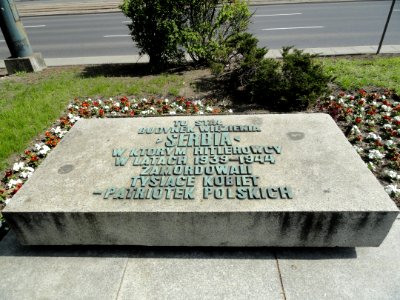 TU STAŁ
BUDYNEK WIĘZIENIA
"SERBIA"
W KTÓRYM HITLEROWCY
W LATACH 1939-1944
ZAMORDOWALI
TYSIĄCE KOBIET
-PATRIOTEK POLSKICH